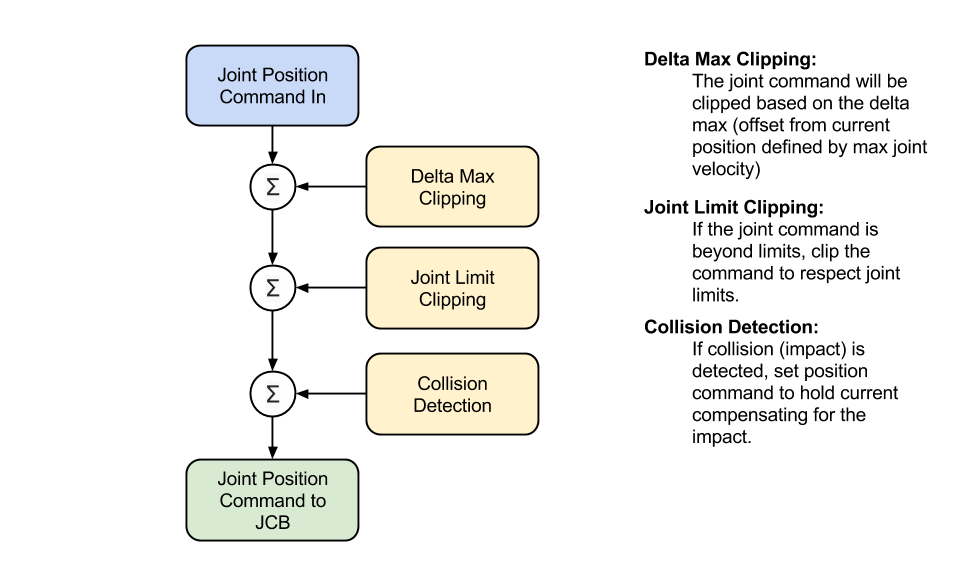 Joint Position
Command In
Σ
Delta Max
Clipping
Σ
Joint Limit
Clipping
Σ
Collision
Detection
Joint Position
Command to
JCB
Delta Max Clipping:
The joint command will be
clipped based on the delta
max (offset from current
position defined by max joint
velocity)
Joint Limit Clipping:
If the joint command is
beyond limits, clip the
command to respect joint
limits.
Collision Detection:
If collision (impact) is
detected, set position
command to hold current
compensating for the
impact.